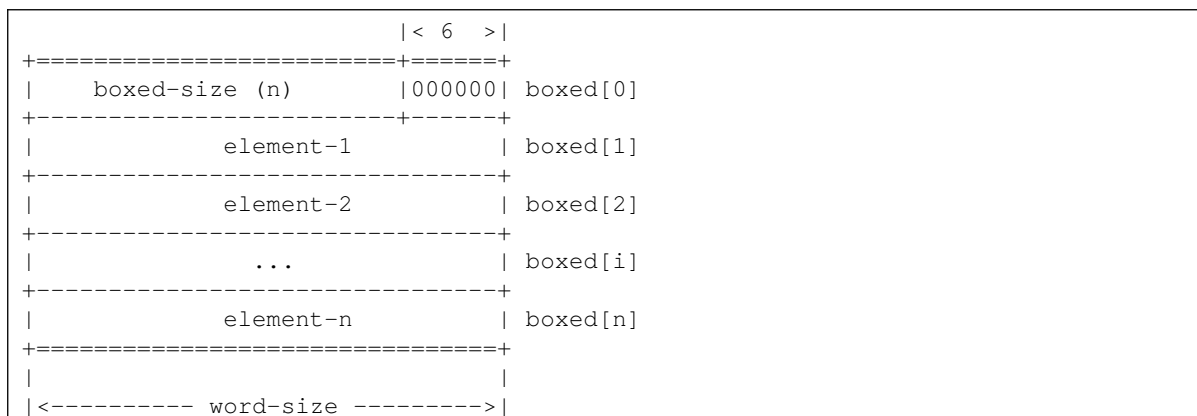 |< 6  >|
+=========================+======+
|    boxed-size (n)       |000000| boxed[0]
+-------------------------+------+
|             element-1          | boxed[1]
+--------------------------------+
|             element-2          | boxed[2]
+--------------------------------+
|               ...              | boxed[i]
+--------------------------------+
|             element-n          | boxed[n]
+================================+
|                                |
|<---------- word-size --------->|